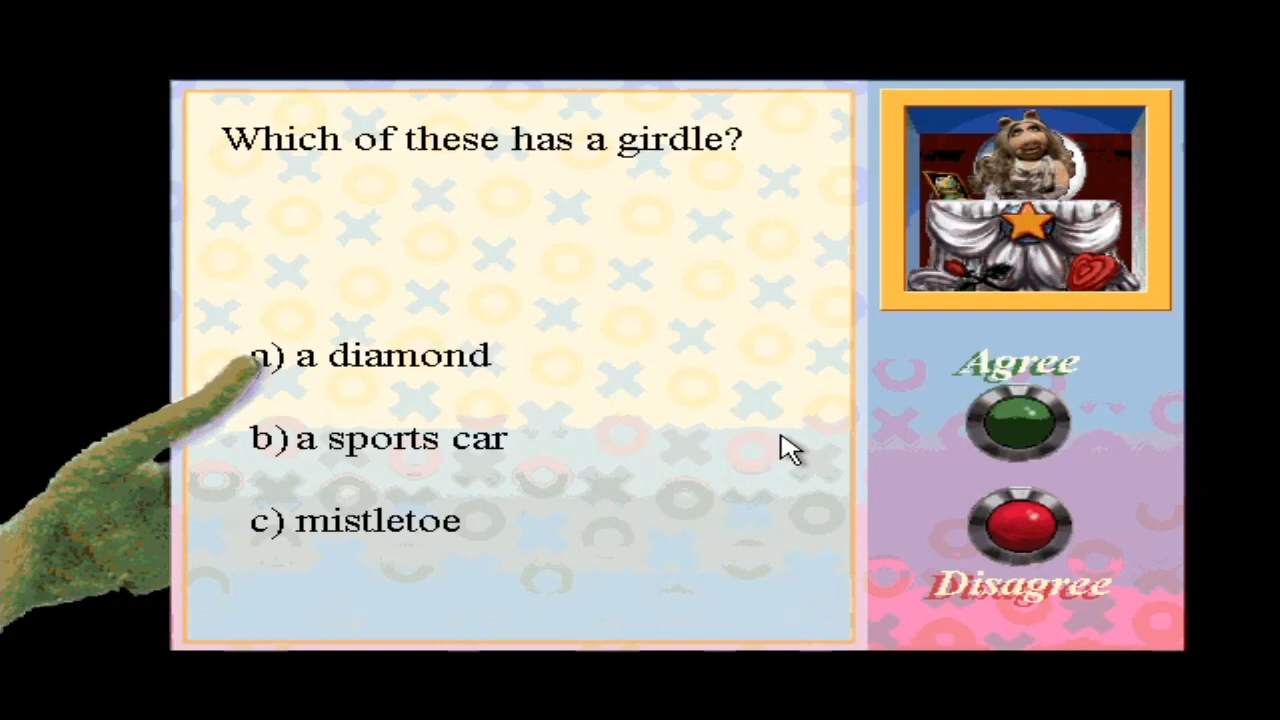 Which of these has a girdle?
a) a diamond
b) a sports car
c) mistletoe
Agree
Disagree